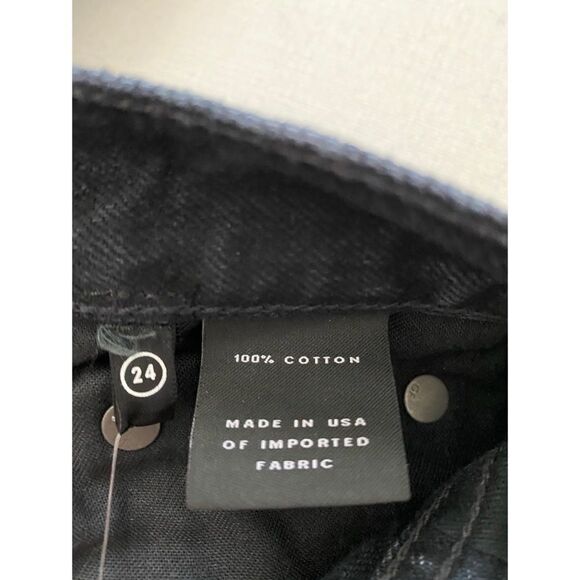 24
100% COTTON
MADE IN USA
OF IMPORTED
FABRIC